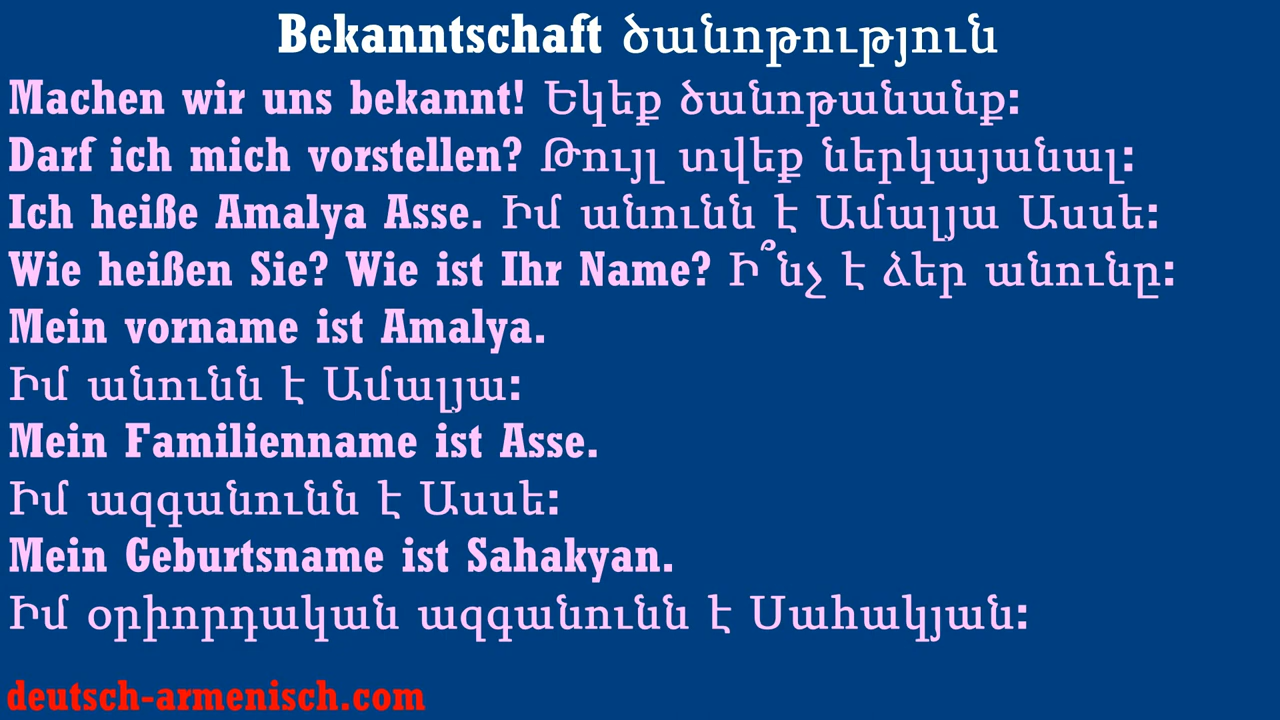 Bekanntschaft ծանոթություն
Machen wir uns bekannt! Եկեք ծանոթանանք:
Darf ich mich vorstellen? Թույլ տվեք ներկայանալ:
Ich heiße Amalya Asse. Իմ անունն է Ամալյա Ասսե:
Wie heißen Sie? Wie ist Ihr Name? Ի՞նչ է ձեր անունը:
Mein vorname ist Amalya.
Իմ անունն է Ամալյա:
Mein Familienname ist Asse.
Իմ ազգանունն է Ասսե:
Mein Geburtsname ist Sahakyan.
Իմ օրիորդական ազգանունն է Սահակյան:
deutsch-armenisch.com